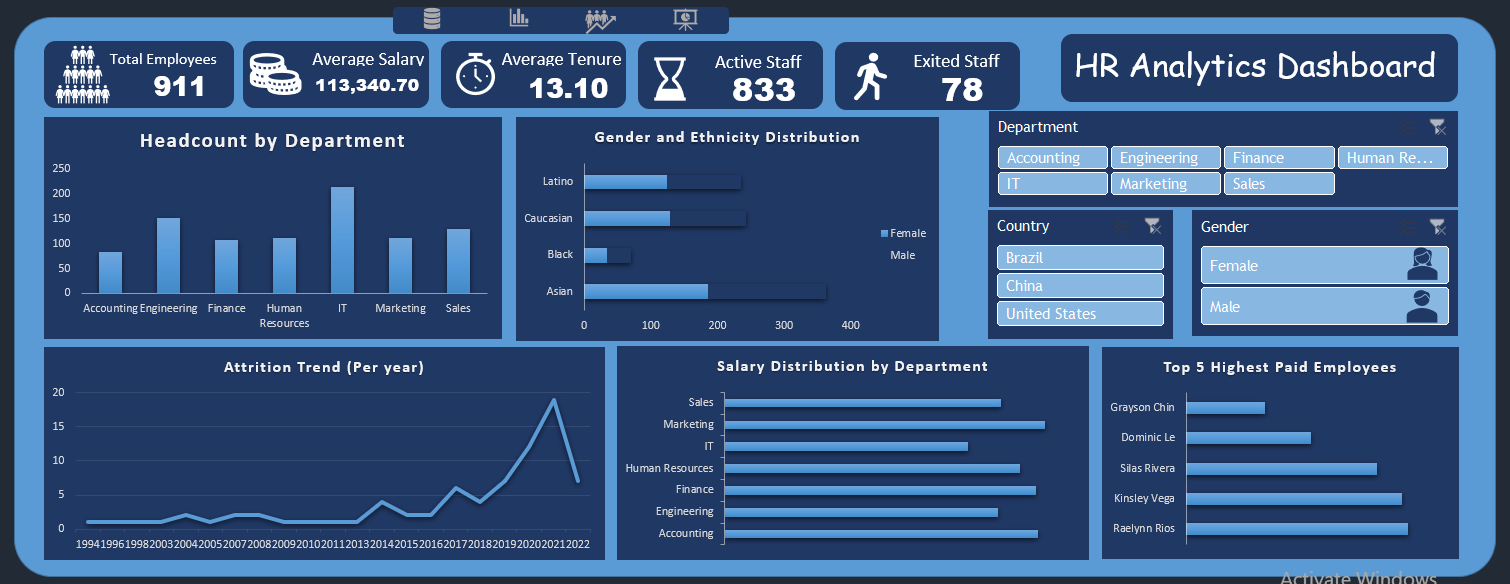 Total Employees
911
Average Salary
113,340.70
Average Tenure
13.10
Active Staff
833
Exited Staff
78
HR Analytics Dashboard
Headcount by Department
250
200
150
100
50
0
Accounting Engineering Finance Human Resources IT Marketing Sales
Gender and Ethnicity Distribution
Latino
Caucasian
Black
Asian
0 100 200 300 400
Female
Male
Department
Accounting Engineering Finance Human Re...
IT Marketing Sales
Country
Brazil
China
United States
Gender
Female
Male
Attrition Trend (Per year)
20
15
10
5
0
1994 1996 1998 2003 2004 2005 2007 2008 2009 2010 2011 2013 2014 2015 2016 2017 2018 2019 2020 2021 2022
Salary Distribution by Department
Sales
Marketing
IT
Human Resources
Finance
Engineering
Accounting
Top 5 Highest Paid Employees
Grayson Chin
Dominic Le
Silas Rivera
Kinsley Vega
Raelynn Rios
Activate Windows